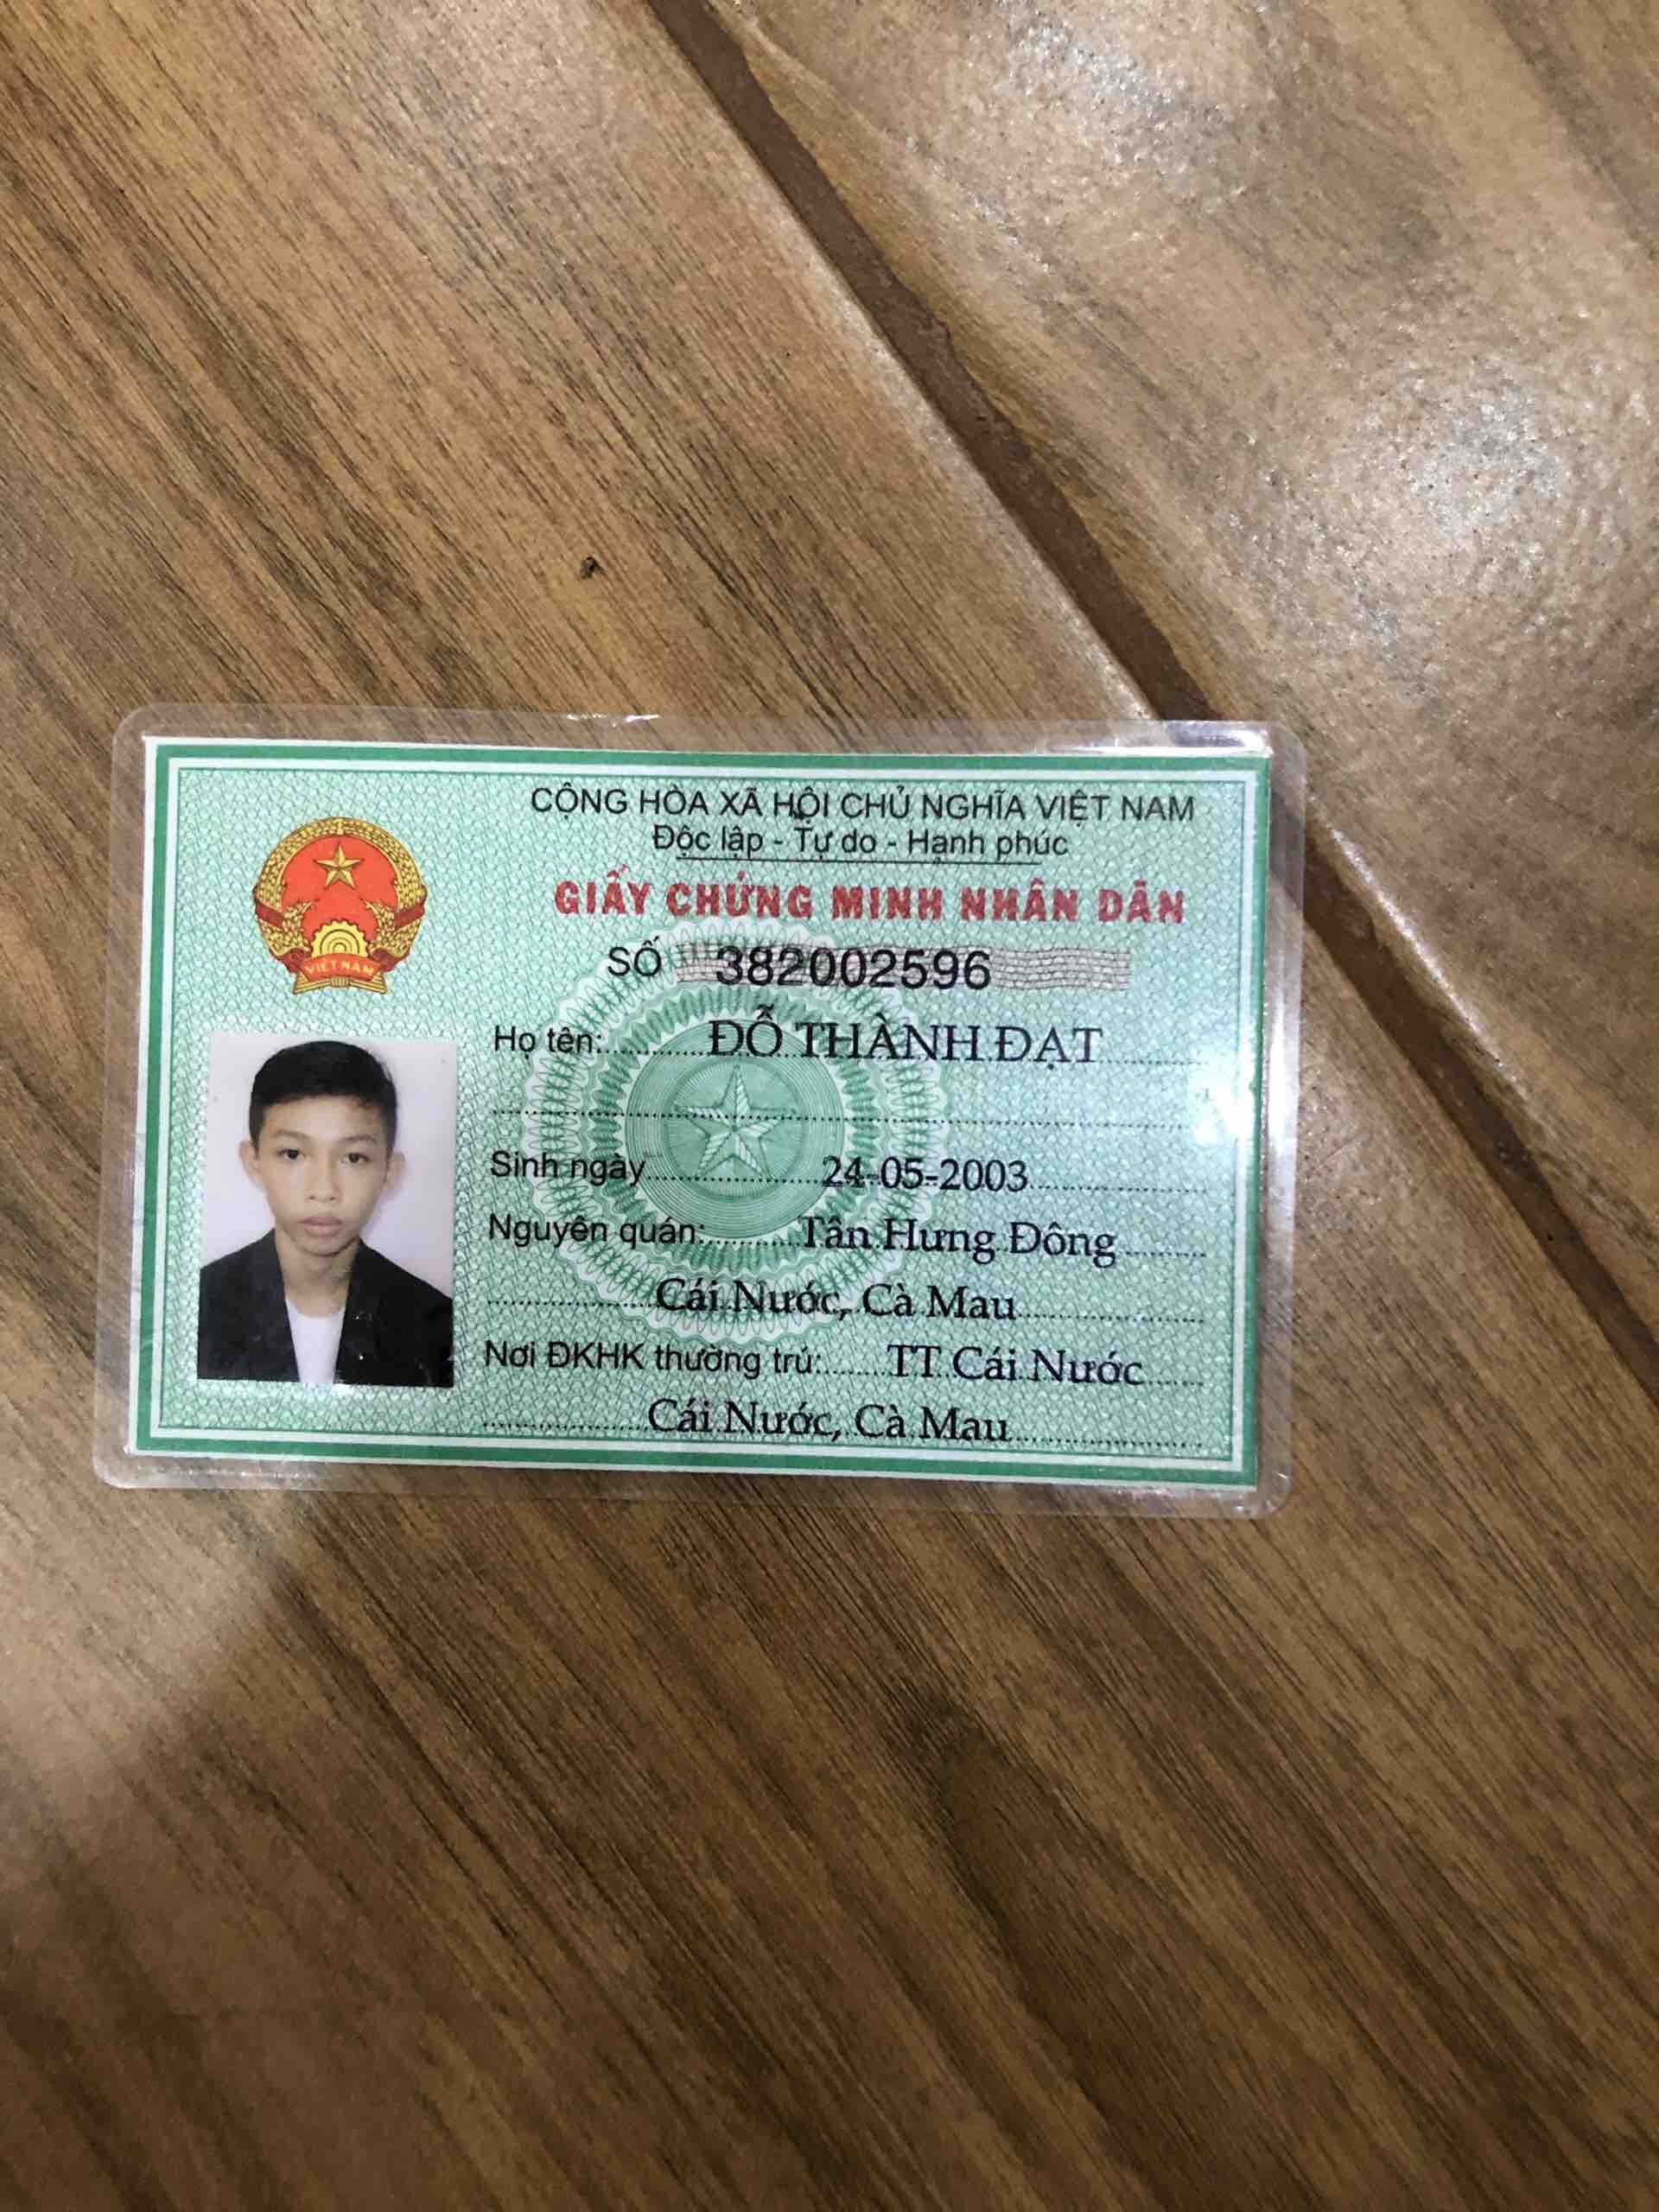 CỘNG HÒA XÃ HỘI CHỦ NGHĨA VIỆT NAM
Độc lập - Tự do - Hạnh phúc
GIẤY CHỨNG MINH NHÂN DÂN
SỐ 382002596
VIỆT NAM
Họ tên: ĐỖ THÀNH ĐẠT
Sinh ngày 24-05-2003
Nguyên quán: Tân Hưng Đông
Cái Nước, Cà Mau
Nơi ĐKHK thường trú: TT Cái Nước
Cái Nước, Cà Mau